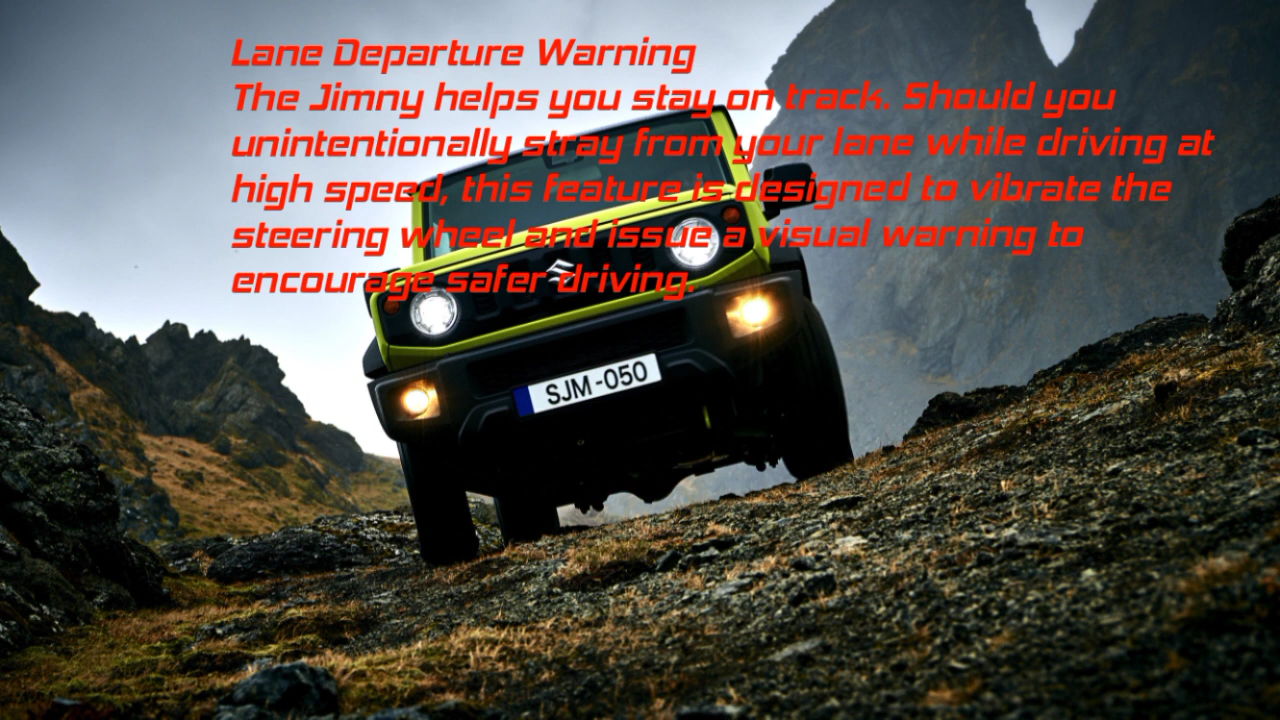 Lane Departure Warning
The Jimny helps you stay on track. Should you
unintentionally stray from your lane while driving at
high speed, this feature is designed to vibrate the
steering wheel and issue a visual warning to
encourage safer driving.
SJM-050